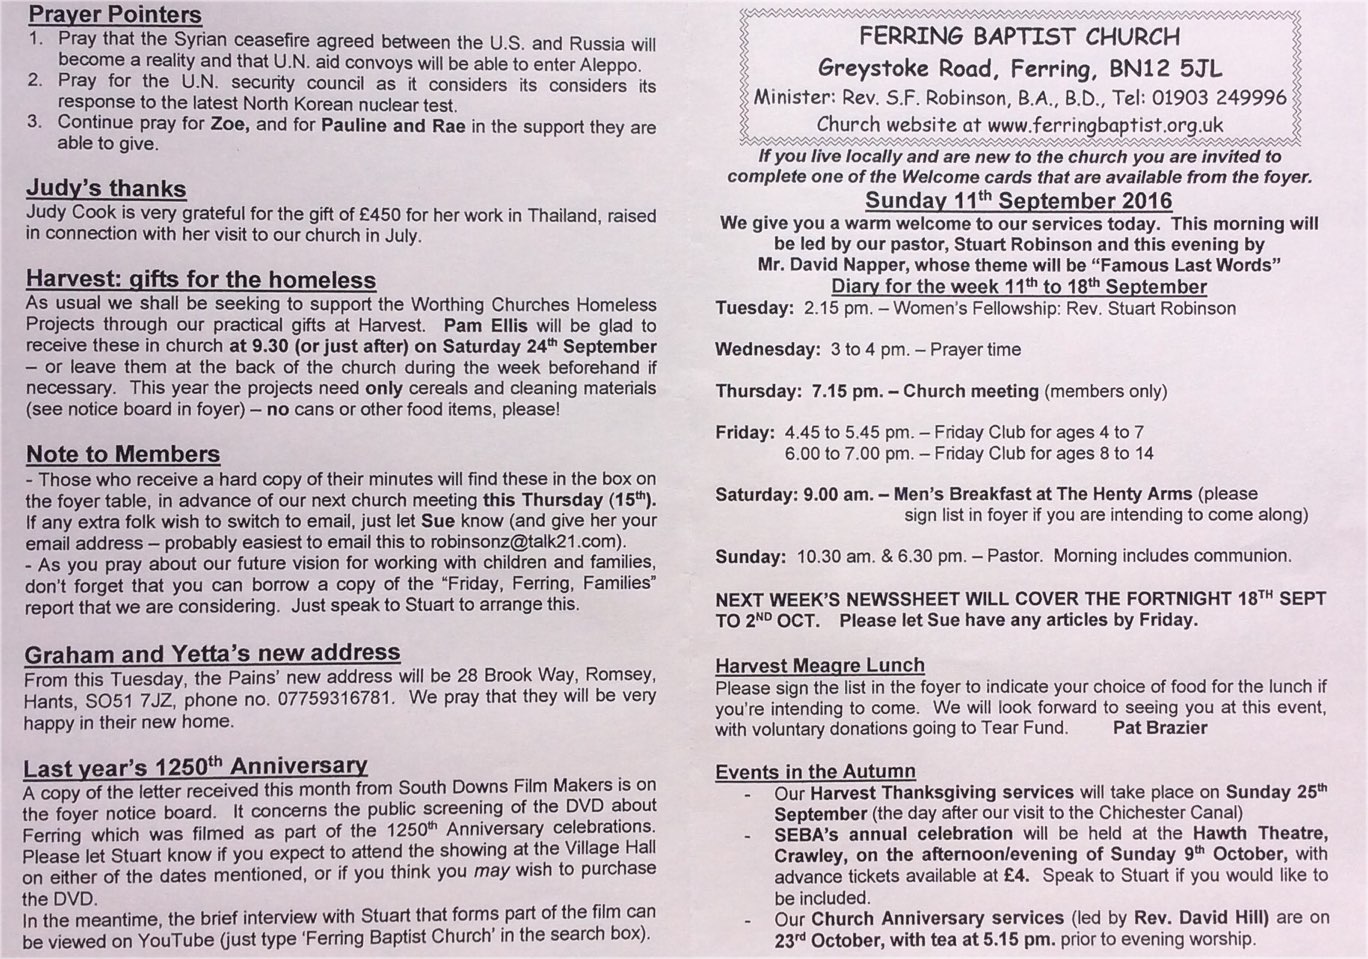 Prayer Pointers
1. Pray that the Syrian ceasefire agreed between the U.S. and Russia will
become a reality and that U.N. aid convoys will be able to enter Aleppo.
2. Pray for the U.N. security council as it considers its considers its
response to the latest North Korean nuclear test.
3. Continue pray for Zoe, and for Pauline and Rae in the support they are
able to give.
Judy's thanks
Judy Cook is very grateful for the gift of £450 for her work in Thailand, raised
in connection with her visit to our church in July.
Harvest: gifts for the homeless
As usual we shall be seeking to support the Worthing Churches Homeless
Projects through our practical gifts at Harvest. Pam Ellis will be glad to
receive these in church at 9.30 (or just after) on Saturday 24th September
– or leave them at the back of the church during the week beforehand if
necessary. This year the projects need only cereals and cleaning materials
(see notice board in foyer) – no cans or other food items, please!
Note to Members
- Those who receive a hard copy of their minutes will find these in the box on
the foyer table, in advance of our next church meeting this Thursday (15th).
If any extra folk wish to switch to email, just let Sue know (and give her your
email address – probably easiest to email this to robinsonz@talk21.com).
- As you pray about our future vision for working with children and families,
don't forget that you can borrow a copy of the "Friday, Ferring, Families"
report that we are considering. Just speak to Stuart to arrange this.
Graham and Yetta's new address
From this Tuesday, the Pains' new address will be 28 Brook Way, Romsey,
Hants, SO51 7JZ, phone no. 07759316781. We pray that they will be very
happy in their new home.
Last year's 1250th Anniversary
A copy of the letter received this month from South Downs Film Makers is on
the foyer notice board. It concerns the public screening of the DVD about
Ferring which was filmed as part of the 1250th Anniversary celebrations.
Please let Stuart know if you expect to attend the showing at the Village Hall
on either of the dates mentioned, or if you think you may wish to purchase
the DVD.
In the meantime, the brief interview with Stuart that forms part of the film can
be viewed on YouTube (just type 'Ferring Baptist Church' in the search box).
FERRING BAPTIST CHURCH
Greystoke Road, Ferring, BN12 5JL
Minister: Rev. S.F. Robinson, B.A., B.D., Tel: 01903 249996
Church website at www.ferringbaptist.org.uk
If you live locally and are new to the church you are invited to
complete one of the Welcome cards that are available from the foyer.
Sunday 11th September 2016
We give you a warm welcome to our services today. This morning will
be led by our pastor, Stuart Robinson and this evening by
Mr. David Napper, whose theme will be "Famous Last Words"
Diary for the week 11th to 18th September
Tuesday: 2.15 pm. – Women's Fellowship: Rev. Stuart Robinson
Wednesday: 3 to 4 pm. – Prayer time
Thursday: 7.15 pm. – Church meeting (members only)
Friday: 4.45 to 5.45 pm. – Friday Club for ages 4 to 7
6.00 to 7.00 pm. – Friday Club for ages 8 to 14
Saturday: 9.00 am. – Men's Breakfast at The Henty Arms (please
sign list in foyer if you are intending to come along)
Sunday: 10.30 am. & 6.30 pm. – Pastor. Morning includes communion.
NEXT WEEK'S NEWSSHEET WILL COVER THE FORTNIGHT 18TH SEPT
TO 2ND OCT. Please let Sue have any articles by Friday.
Harvest Meagre Lunch
Please sign the list in the foyer to indicate your choice of food for the lunch if
you're intending to come. We will look forward to seeing you at this event,
with voluntary donations going to Tear Fund. Pat Brazier
Events in the Autumn
- Our Harvest Thanksgiving services will take place on Sunday 25th
September (the day after our visit to the Chichester Canal)
- SEBA's annual celebration will be held at the Hawth Theatre,
Crawley, on the afternoon/evening of Sunday 9th October, with
advance tickets available at £4. Speak to Stuart if you would like to
be included.
- Our Church Anniversary services (led by Rev. David Hill) are on
23rd October, with tea at 5.15 pm. prior to evening worship.